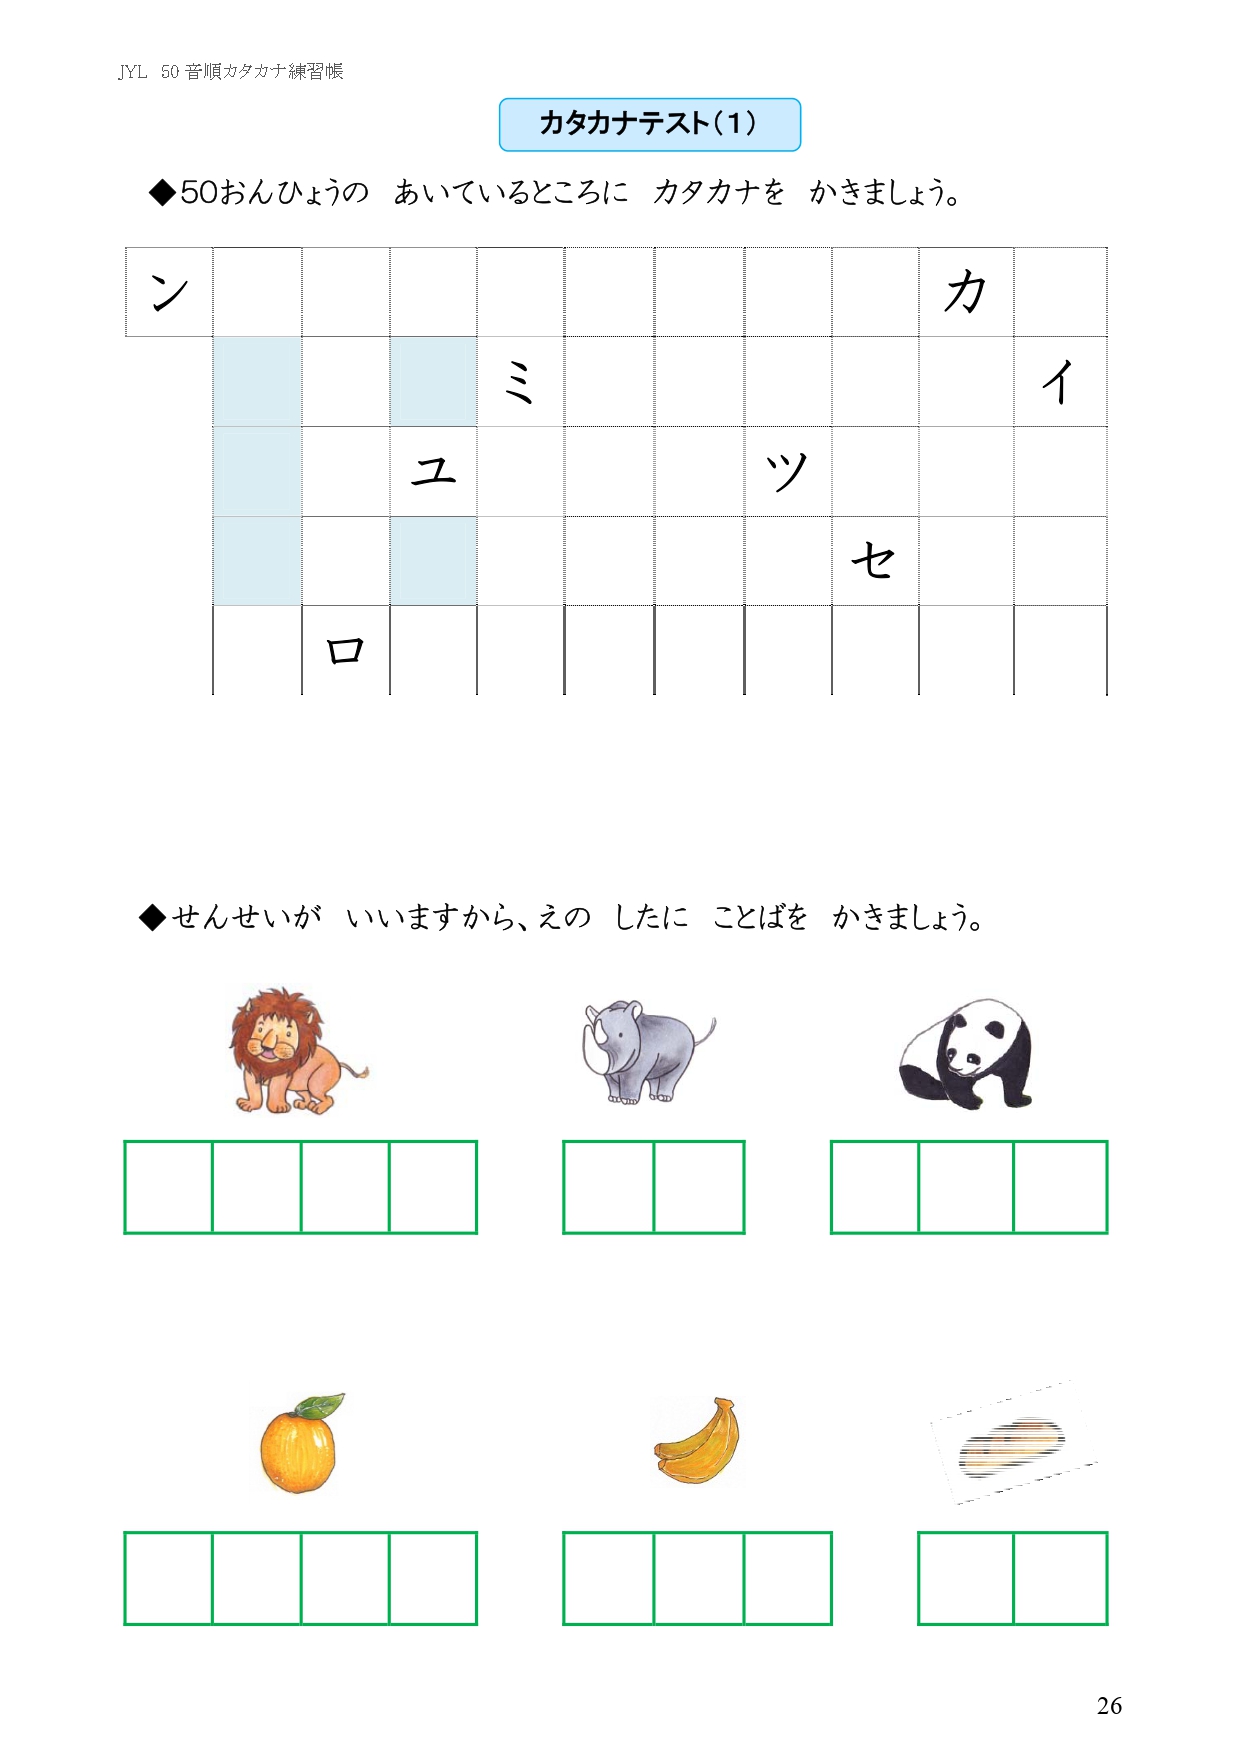 JYL 50音順カタカナ練習帳
カタカナテスト(1)
◆50おんひょうの あいているところに カタカナを かきましょう。
ン カ
ミ イ
ユ ツ
セ
ロ
◆せんせいが いいますから、えの したに ことばを かきましょう。
26